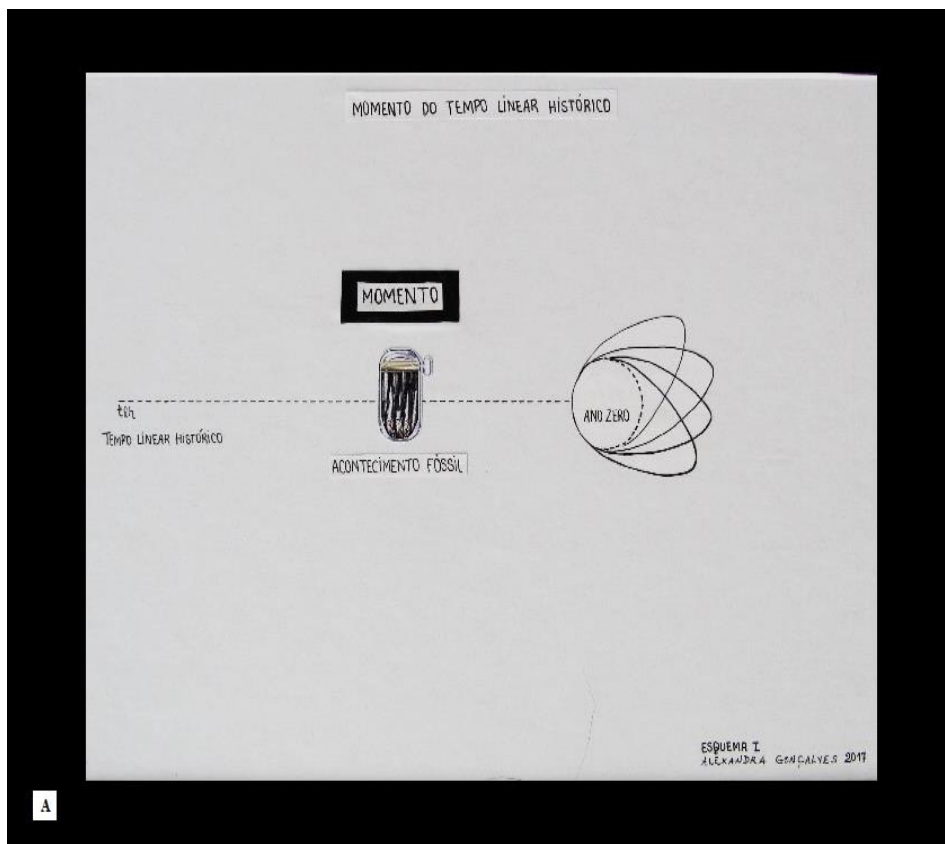 MOMENTO DO TEMPO LINEAR HISTÓRICO
MOMENTO
tlh
TEMPO LINEAR HISTÓRICO
ACONTECIMENTO FÓSSIL
ANO ZERO
ESQUEMA I
ALEXANDRA GONÇALVES 2017
A